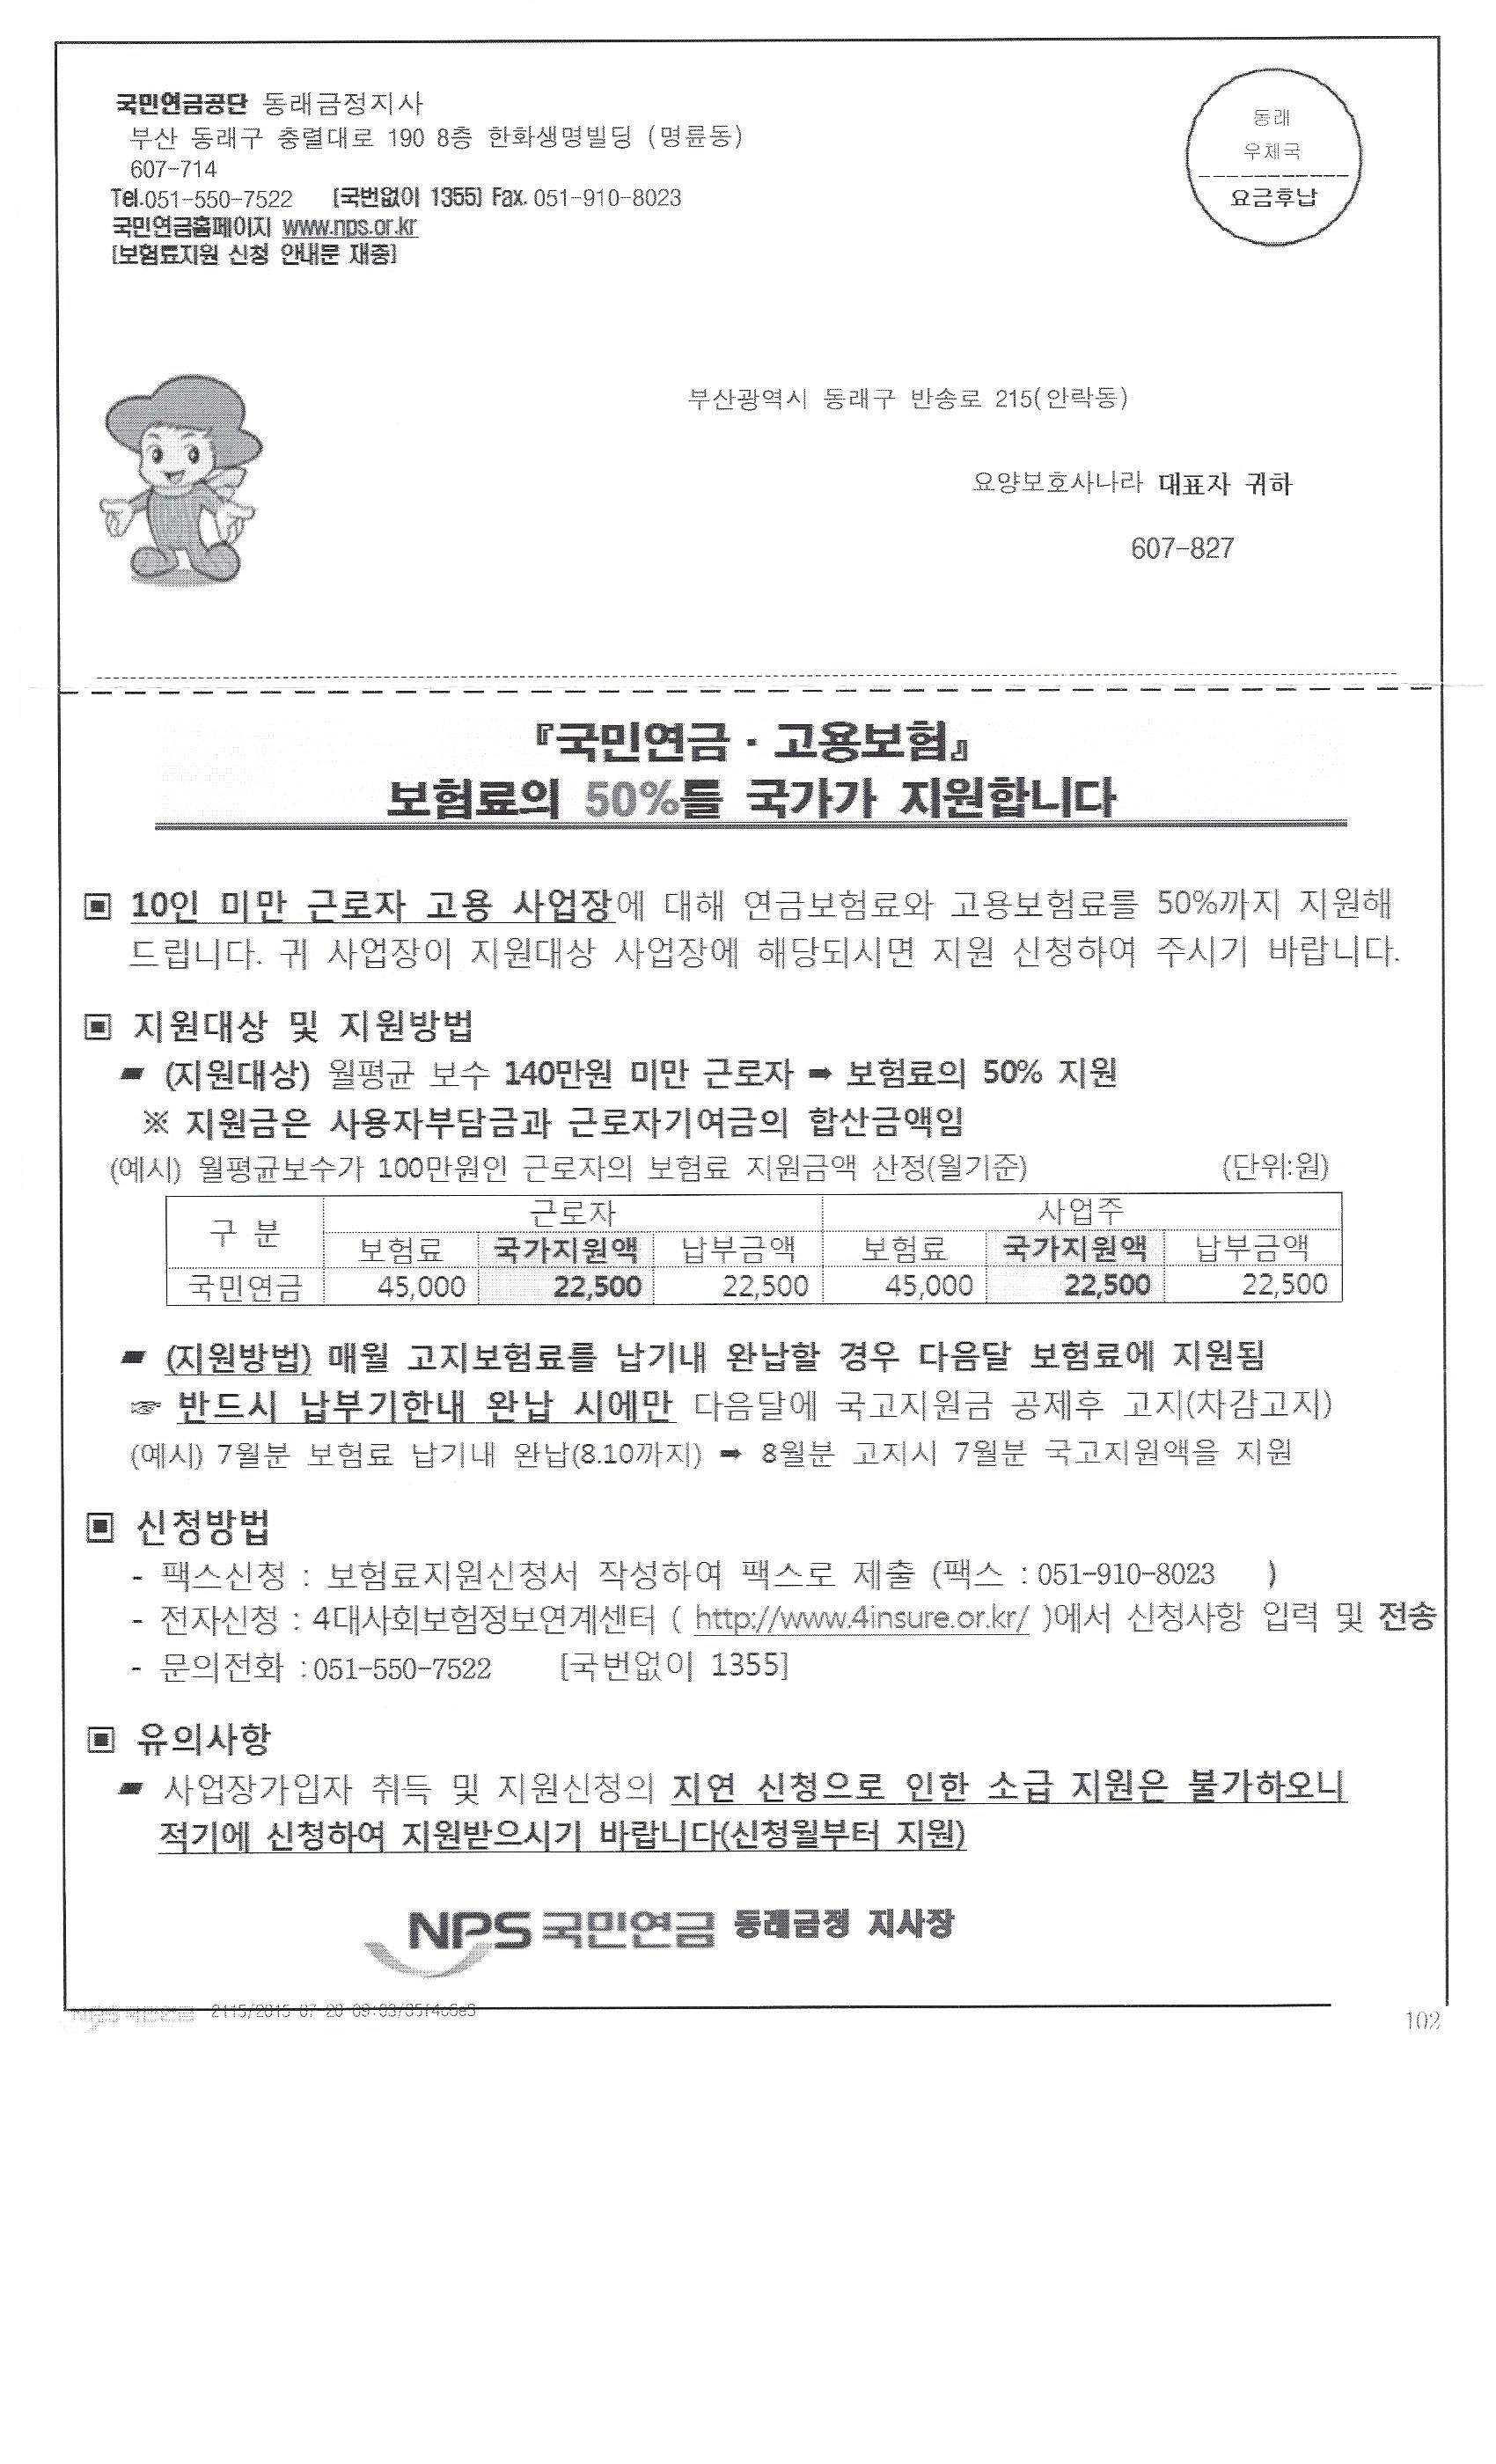 국민연금공단 동래금정지사
부산 동래구 충렬대로 190 8층 한화생명빌딩 (명륜동)
607-714
Tel.051-550-7522 [국번없이 1355] Fax. 051-910-8023
국민연금홈페이지 www.nps.or.kr
[보험료지원 신청 안내문 재중]
동래
우체국
요금후납
부산광역시 동래구 반송로 215(안락동)
요양보호사나라 대표자 귀하
607-827
『국민연금 · 고용보험』
보험료의 50%를 국가가 지원합니다
▣ 10인 미만 근로자 고용 사업장에 대해 연금보험료와 고용보험료를 50%까지 지원해
드립니다. 귀 사업장이 지원대상 사업장에 해당되시면 지원 신청하여 주시기 바랍니다.
▣ 지원대상 및 지원방법
▰ (지원대상) 월평균 보수 140만원 미만 근로자 ➡ 보험료의 50% 지원
※ 지원금은 사용자부담금과 근로자기여금의 합산금액임
(예시) 월평균보수가 100만원인 근로자의 보험료 지원금액 산정(월기준) (단위:원)
구 분 근로자 사업주
보험료 국가지원액 납부금액 보험료 국가지원액 납부금액
국민연금 45,000 22,500 22,500 45,000 22,500 22,500
▰ (지원방법) 매월 고지보험료를 납기내 완납할 경우 다음달 보험료에 지원됨
☞ 반드시 납부기한내 완납 시에만 다음달에 국고지원금 공제후 고지(차감고지)
(예시) 7월분 보험료 납기내 완납(8.10까지) ➡ 8월분 고지시 7월분 국고지원액을 지원
▣ 신청방법
- 팩스신청 : 보험료지원신청서 작성하여 팩스로 제출 (팩스 : 051-910-8023 )
- 전자신청 : 4대사회보험정보연계센터 ( http://www.4insure.or.kr/ )에서 신청사항 입력 및 전송
- 문의전화 : 051-550-7522 [국번없이 1355]
▣ 유의사항
▰ 사업장가입자 취득 및 지원신청의 지연 신청으로 인한 소급 지원은 불가하오니
적기에 신청하여 지원받으시기 바랍니다(신청월부터 지원)
NPS 국민연금 동래금정 지사장
102